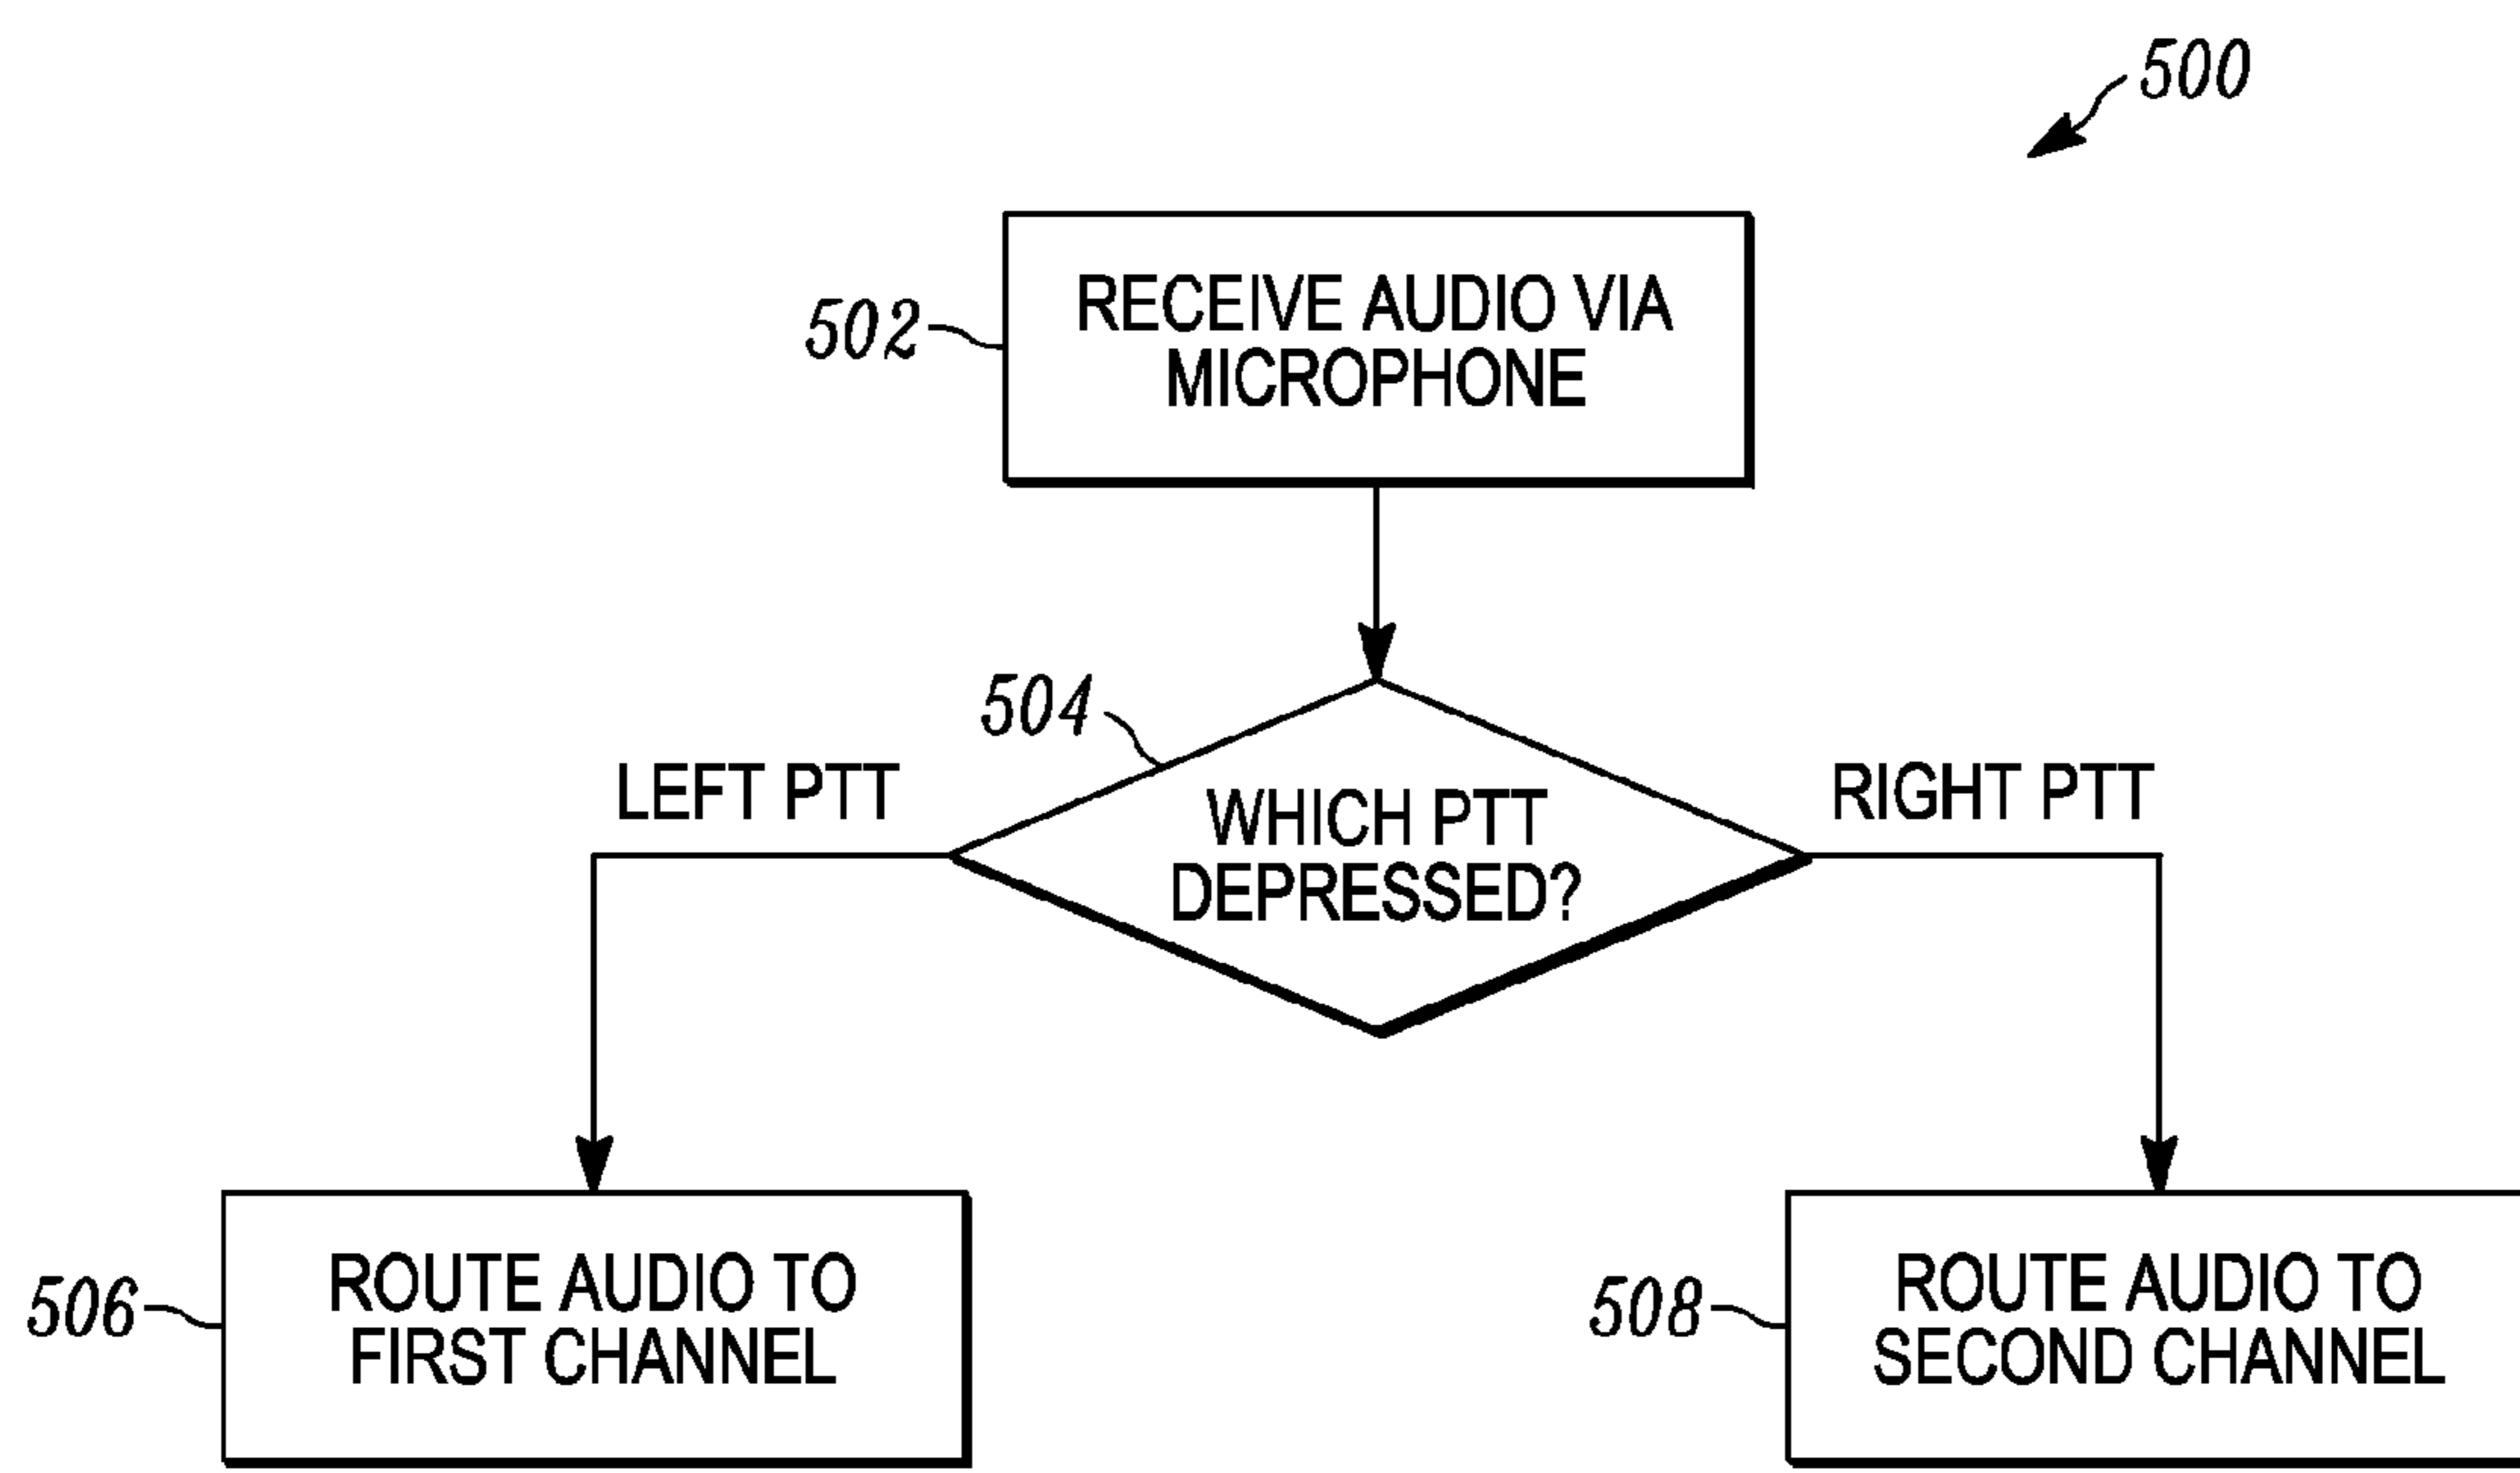 500
502
RECEIVE AUDIO VIA
MICROPHONE
504
LEFT PTT
WHICH PTT
DEPRESSED?
RIGHT PTT
506
ROUTE AUDIO TO
FIRST CHANNEL
508
ROUTE AUDIO TO
SECOND CHANNEL